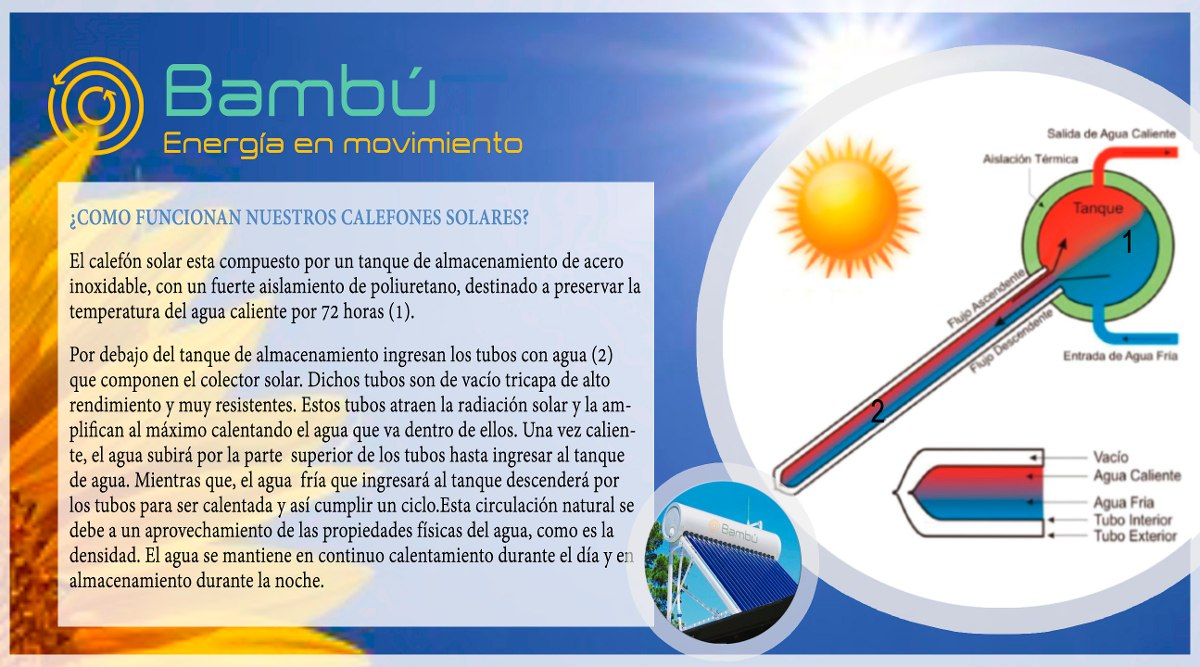 Bambú
Energía en movimiento
¿COMO FUNCIONAN NUESTROS CALEFONES SOLARES?
El calefón solar esta compuesto por un tanque de almacenamiento de acero
inoxidable, con un fuerte aislamiento de poliuretano, destinado a preservar la
temperatura del agua caliente por 72 horas (1).
Por debajo del tanque de almacenamiento ingresan los tubos con agua (2)
que componen el colector solar. Dichos tubos son de vacío tricapa de alto
rendimiento y muy resistentes. Estos tubos atraen la radiación solar y la am-
plifican al máximo calentando el agua que va dentro de ellos. Una vez calien-
te, el agua subirá por la parte superior de los tubos hasta ingresar al tanque
de agua. Mientras que, el agua fría que ingresará al tanque descenderá por
los tubos para ser calentada y así cumplir un ciclo.Esta circulación natural se
debe a un aprovechamiento de las propiedades físicas del agua, como es la
densidad. El agua se mantiene en continuo calentamiento durante el día y en
almacenamiento durante la noche.
Salida de Agua Caliente
Aislación Térmica
Tanque
1
Flujo Ascendente
Flujo Descendente
Entrada de Agua Fría
2
Vacío
Agua Caliente
Agua Fria
Tubo Interior
Tubo Exterior
Bambú